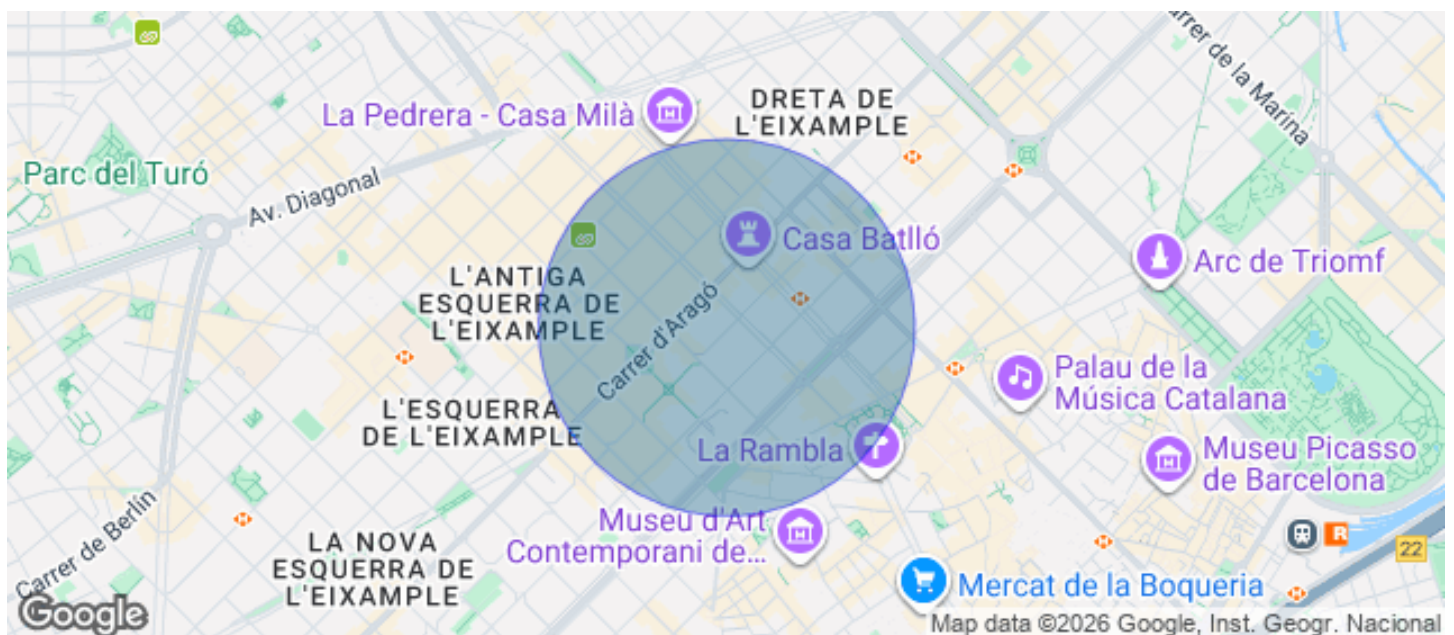 Carrer de la Marina
DRETA DE
L'EIXAMPLE
La Pedrera - Casa Milà
Parc del Turó
Av. Diagonal
Casa Batlló
Arc de Triomf
L'ANTIGA
ESQUERRA DE
L'EIXAMPLE
Carrer d'Aragó
Palau de la
Música Catalana
L'ESQUERRA
DE L'EIXAMPLE
La Rambla
Museu Picasso
de Barcelona
Museu d'Art
Contemporani de...
LA NOVA
ESQUERRA DE
L'EIXAMPLE
Carrer de Berlín
R
22
Mercat de la Boqueria
Google
Map data ©2026 Google, Inst. Geogr. Nacional